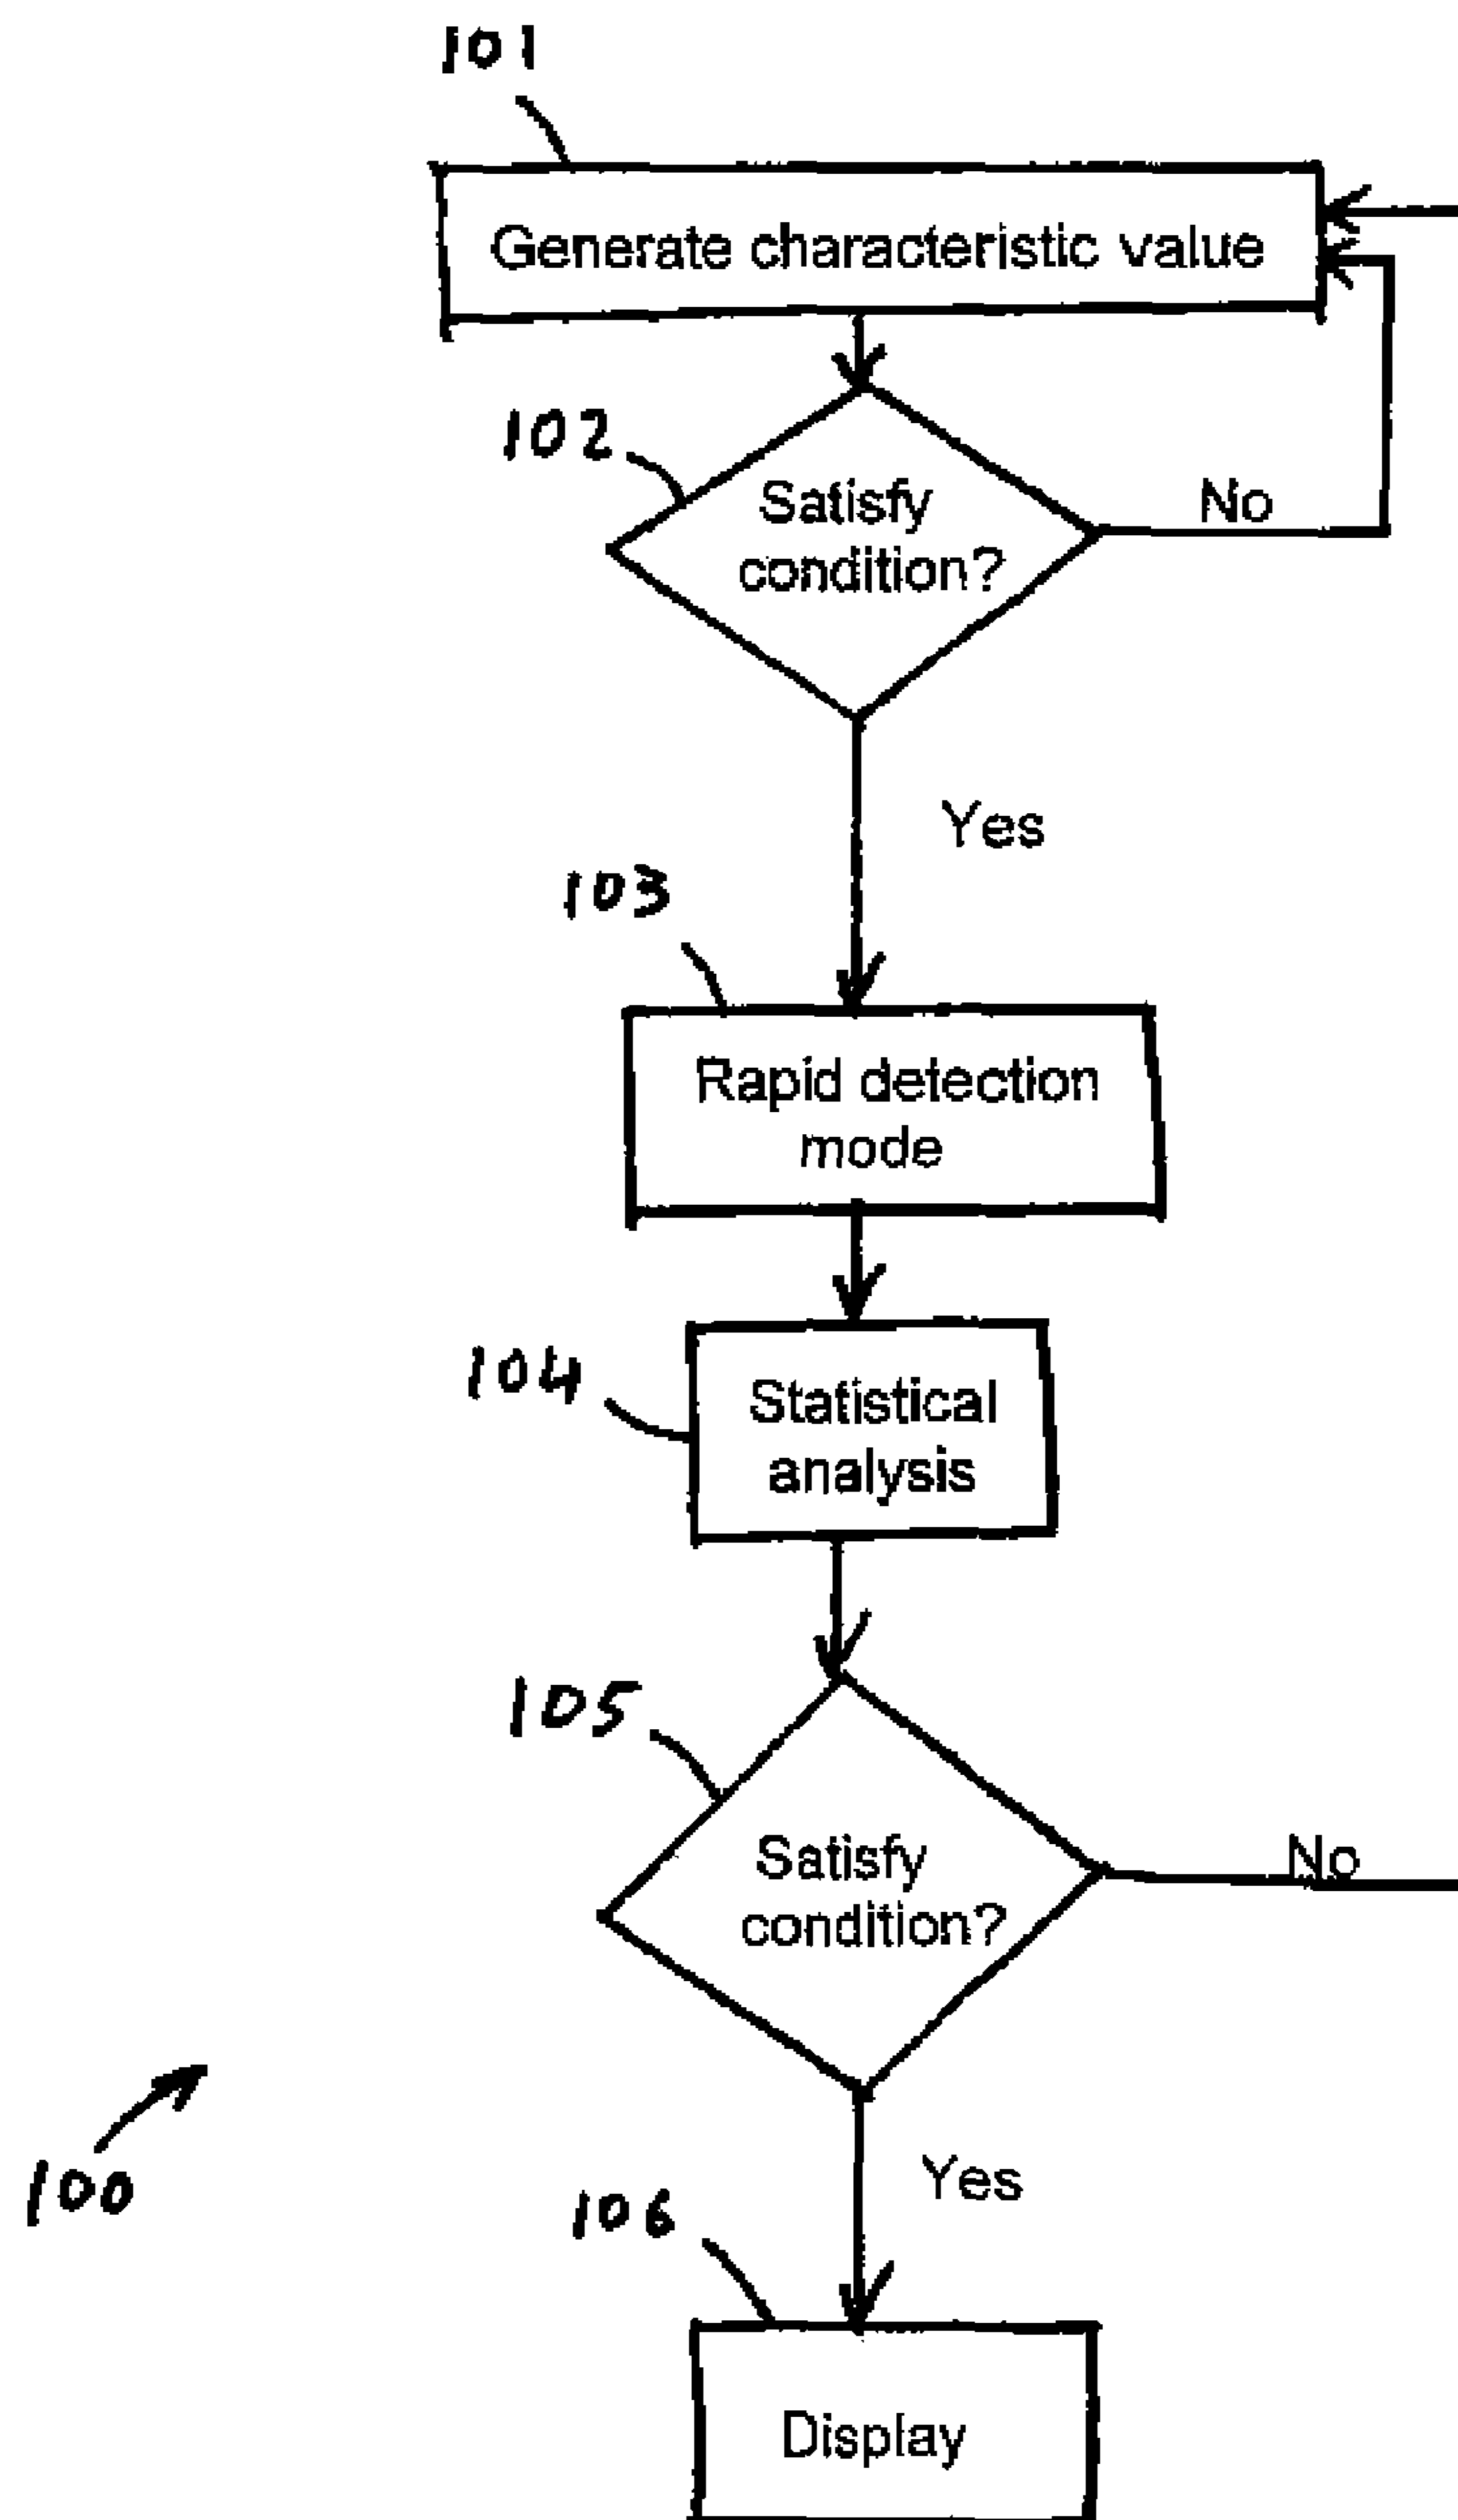 101
Generate characteristic value
102
Satisfy
condition?
No
Yes
103
Rapid detection
mode
104
Statistical
analysis
105
Satisfy
condition?
No
100
Yes
106
Display